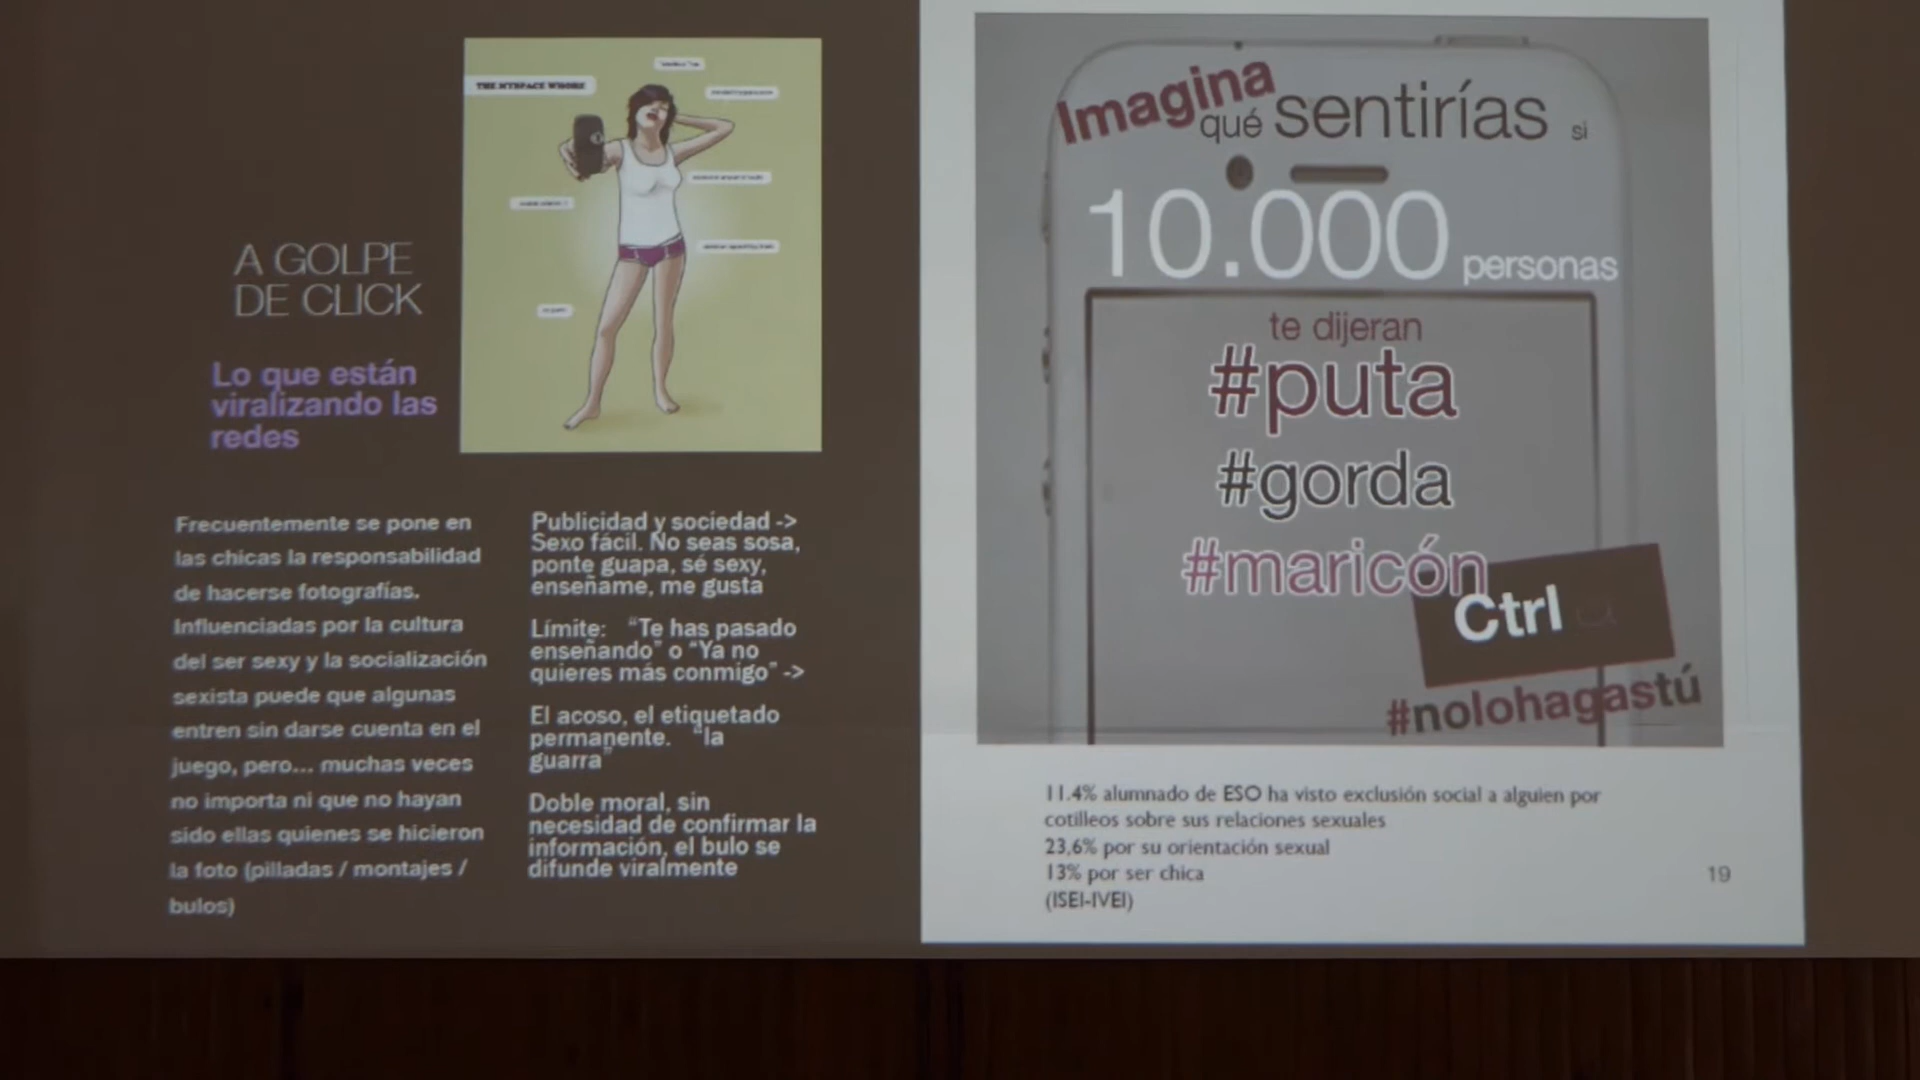 THE MYSPACE WHORE
A GOLPE
DE CLICK
Lo que están
viralizando las
redes
Frecuentemente se pone en
las chicas la responsabilidad
de hacerse fotografías.
Influenciadas por la cultura
del ser sexy y la socialización
sexista puede que algunas
entren sin darse cuenta en el
juego, pero... muchas veces
no importa ni que no hayan
sido ellas quienes se hicieron
la foto (pilladas / montajes /
bulos)
Publicidad y sociedad ->
Sexo fácil. No seas sosa,
ponte guapa, sé sexy,
enseñame, me gusta
Límite: "Te has pasado
enseñando" o "Ya no
quieres más conmigo" ->
El acoso, el etiquetado
permanente. "la
guarra"
Doble moral, sin
necesidad de confirmar la
información, el bulo se
difunde viralmente
Imagina
qué sentirías si
10.000 personas
te dijeran
#puta
#gorda
#maricón
Ctrl
#nolohagastú
11.4% alumnado de ESO ha visto exclusión social a alguien por
cotilleos sobre sus relaciones sexuales
23,6% por su orientación sexual
13% por ser chica
(ISEI-IVEI)
19